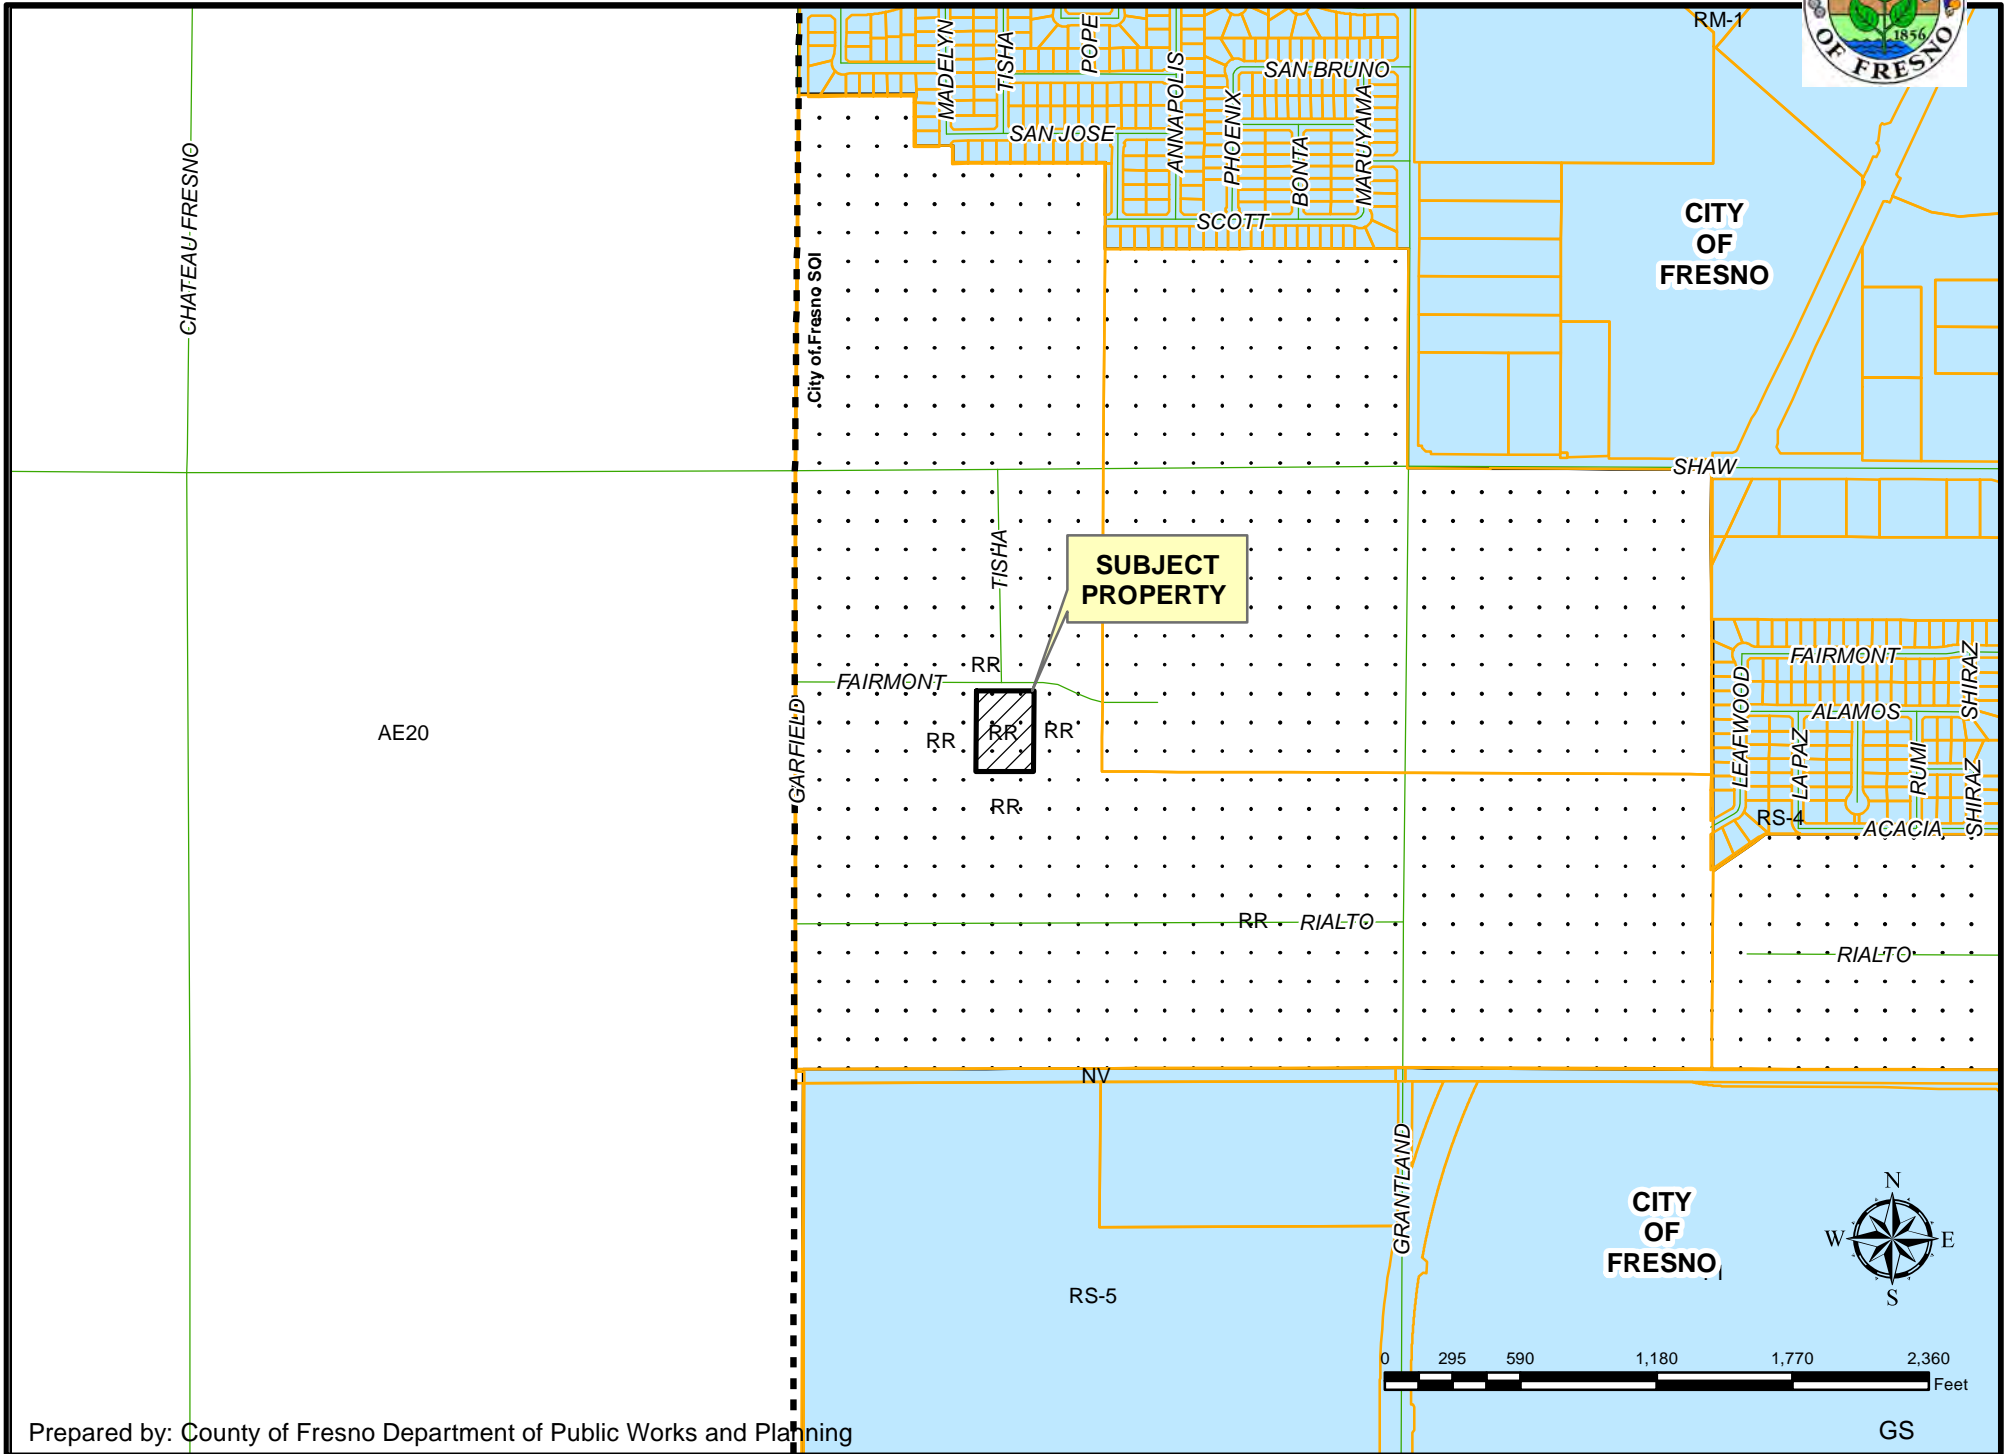 RM-1
1856
OF FRESNO
MADELYN
TISHA
POPE
ANNAPOLIS
SAN BRUNO
PHOENIX
SAN JOSE
BONTA
MARUYAMA
SCOTT
CHATEAU FRESNO
City of Fresno SOI
CITY
OF
FRESNO
SHAW
TISHA
SUBJECT
PROPERTY
RR
FAIRMONT
FAIRMONT
SHIRAZ
LEAFWOOD
ALAMOS
GARFIELD
AE20
RR
RR
RR
LA PAZ
RUMI
SHIRAZ
RR
RS-4
ACACIA
RR
RIALTO
RIALTO
NV
GRANTLAND
CITY
OF
FRESNO
N
W
E
S
RS-5
0
295
590
1,180
1,770
2,360
Feet
Prepared by: County of Fresno Department of Public Works and Planning
GS